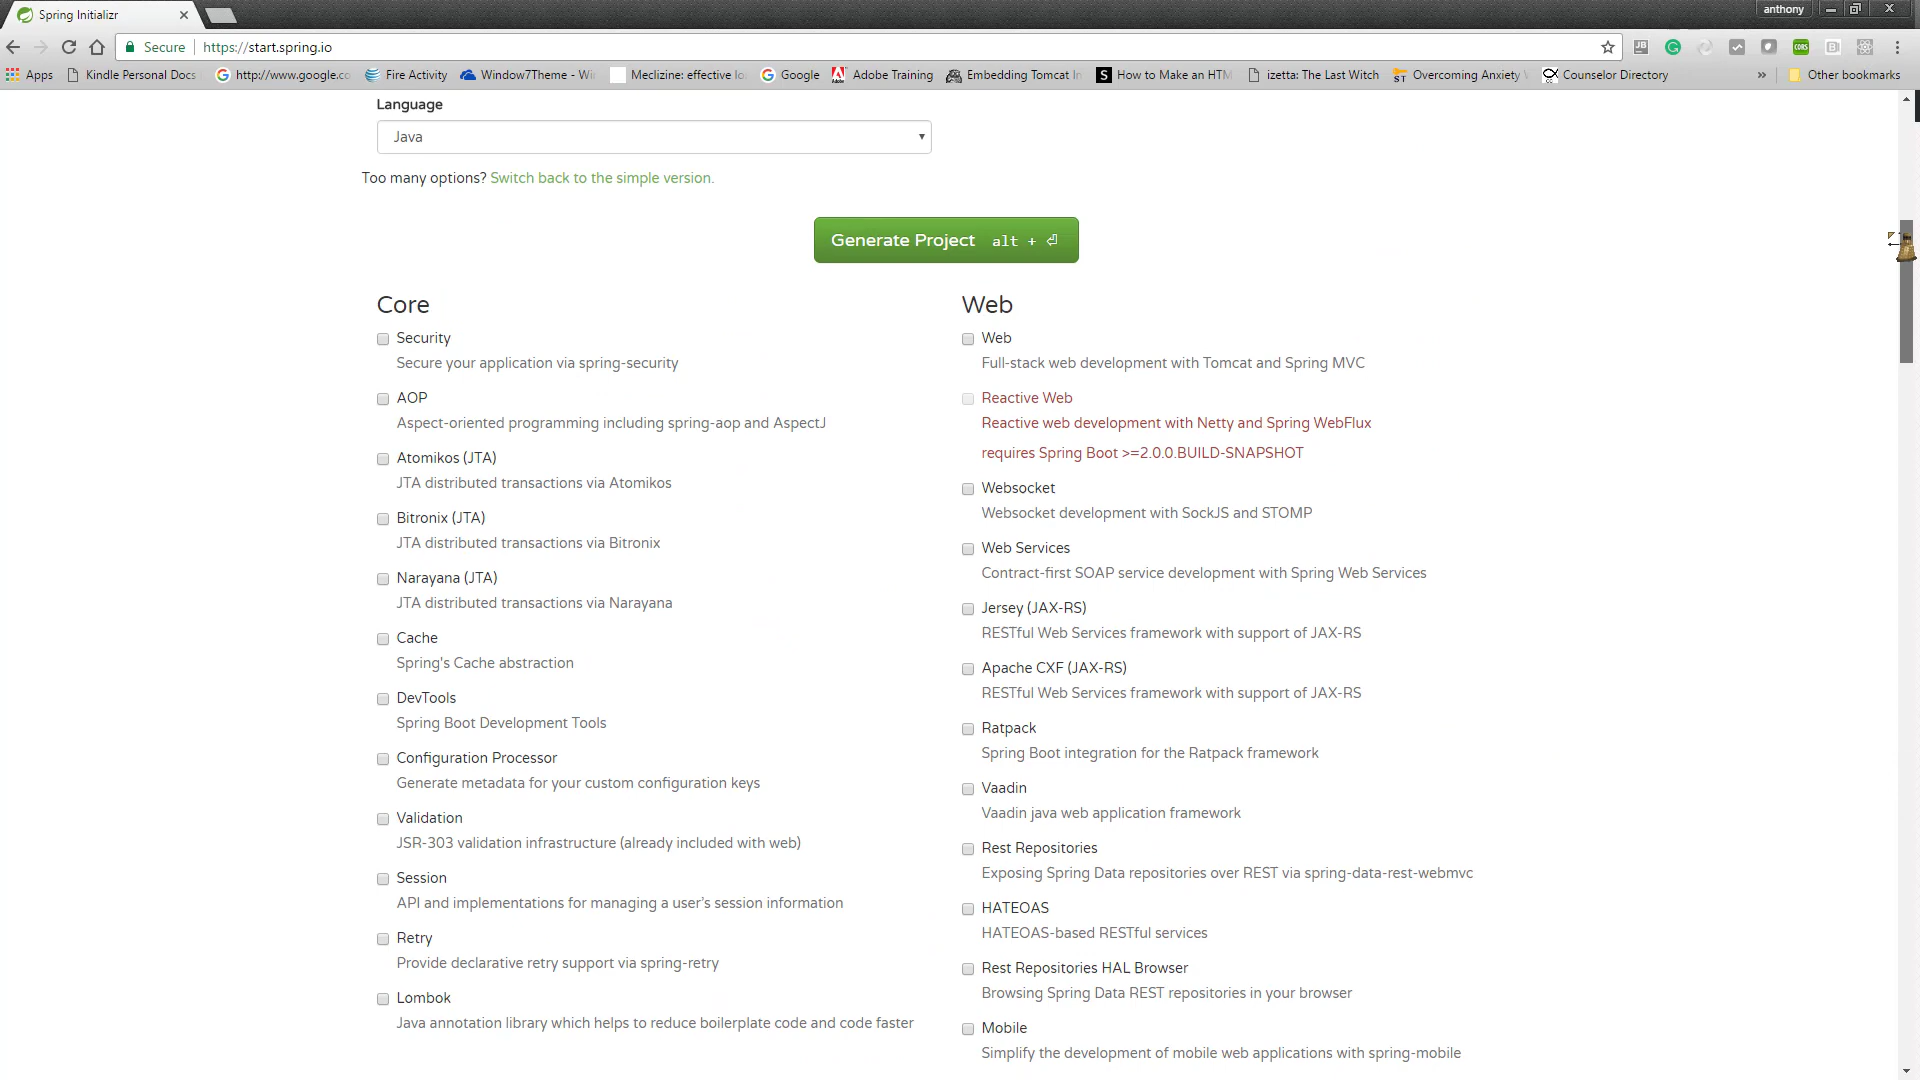 Spring Initializr
anthony
Secure
https://start.spring.io
Apps
Kindle Personal Docs
http://www.google.co
Fire Activity
Window7Theme - Wi
Meclizine: effective lo
Google
Adobe Training
Embedding Tomcat In
How to Make an HTM
izetta: The Last Witch
Overcoming Anxiety
Counselor Directory
»
Other bookmarks
Language
Java
Too many options? Switch back to the simple version.
Generate Project alt + ⏎
Core
Security
Secure your application via spring-security
AOP
Aspect-oriented programming including spring-aop and AspectJ
Atomikos (JTA)
JTA distributed transactions via Atomikos
Bitronix (JTA)
JTA distributed transactions via Bitronix
Narayana (JTA)
JTA distributed transactions via Narayana
Cache
Spring's Cache abstraction
DevTools
Spring Boot Development Tools
Configuration Processor
Generate metadata for your custom configuration keys
Validation
JSR-303 validation infrastructure (already included with web)
Session
API and implementations for managing a user's session information
Retry
Provide declarative retry support via spring-retry
Lombok
Java annotation library which helps to reduce boilerplate code and code faster
Web
Web
Full-stack web development with Tomcat and Spring MVC
Reactive Web
Reactive web development with Netty and Spring WebFlux
requires Spring Boot >=2.0.0.BUILD-SNAPSHOT
Websocket
Websocket development with SockJS and STOMP
Web Services
Contract-first SOAP service development with Spring Web Services
Jersey (JAX-RS)
RESTful Web Services framework with support of JAX-RS
Apache CXF (JAX-RS)
RESTful Web Services framework with support of JAX-RS
Ratpack
Spring Boot integration for the Ratpack framework
Vaadin
Vaadin java web application framework
Rest Repositories
Exposing Spring Data repositories over REST via spring-data-rest-webmvc
HATEOAS
HATEOAS-based RESTful services
Rest Repositories HAL Browser
Browsing Spring Data REST repositories in your browser
Mobile
Simplify the development of mobile web applications with spring-mobile